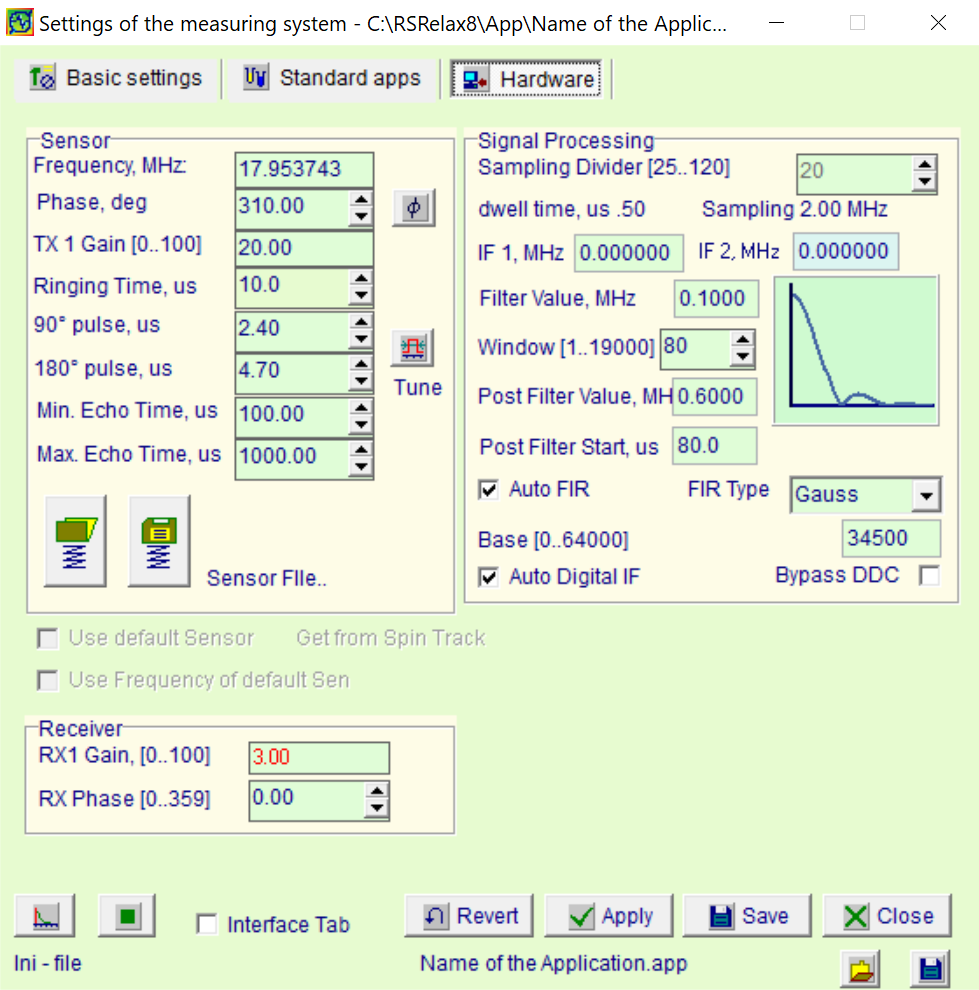 Settings of the measuring system - C:\RSRelax8\App\Name of the Applic...
Basic settings
Standard apps
Hardware
Sensor
Frequency, MHz: 17.953743
Phase, deg 310.00 ϕ
TX 1 Gain [0..100] 20.00
Ringing Time, us 10.0
90° pulse, us 2.40
180° pulse, us 4.70
Tune
Min. Echo Time, us 100.00
Max. Echo Time, us 1000.00
Sensor FIle..
Signal Processing
Sampling Divider [25..120] 20
dwell time, us .50 Sampling 2.00 MHz
IF 1, MHz 0.000000 IF 2, MHz 0.000000
Filter Value, MHz 0.1000
Window [1..19000] 80
Post Filter Value, MH 0.6000
Post Filter Start, us 80.0
Auto FIR FIR Type Gauss
Base [0..64000] 34500
Auto Digital IF Bypass DDC
Use default Sensor Get from Spin Track
Use Frequency of default Sen
Receiver
RX1 Gain, [0..100] 3.00
RX Phase [0..359] 0.00
Interface Tab Revert Apply Save Close
Ini - file Name of the Application.app